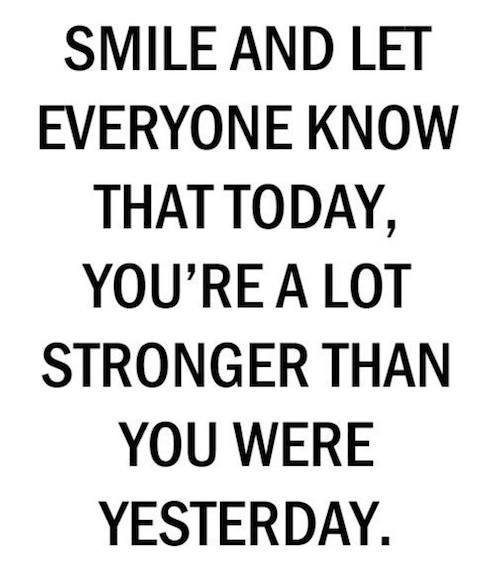 SMILE AND LET
EVERYONE KNOW
THAT TODAY,
YOU’RE A LOT
STRONGER THAN
YOU WERE
YESTERDAY.